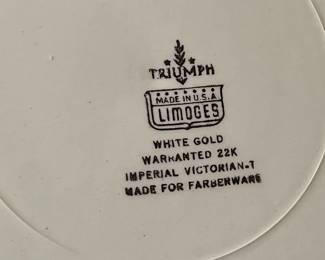 TRIUMPH
MADE IN U.S.A
LIMOGES
WHITE GOLD
WARRANTED 22K
IMPERIAL VICTORIAN-T
MADE FOR FARBERWARE